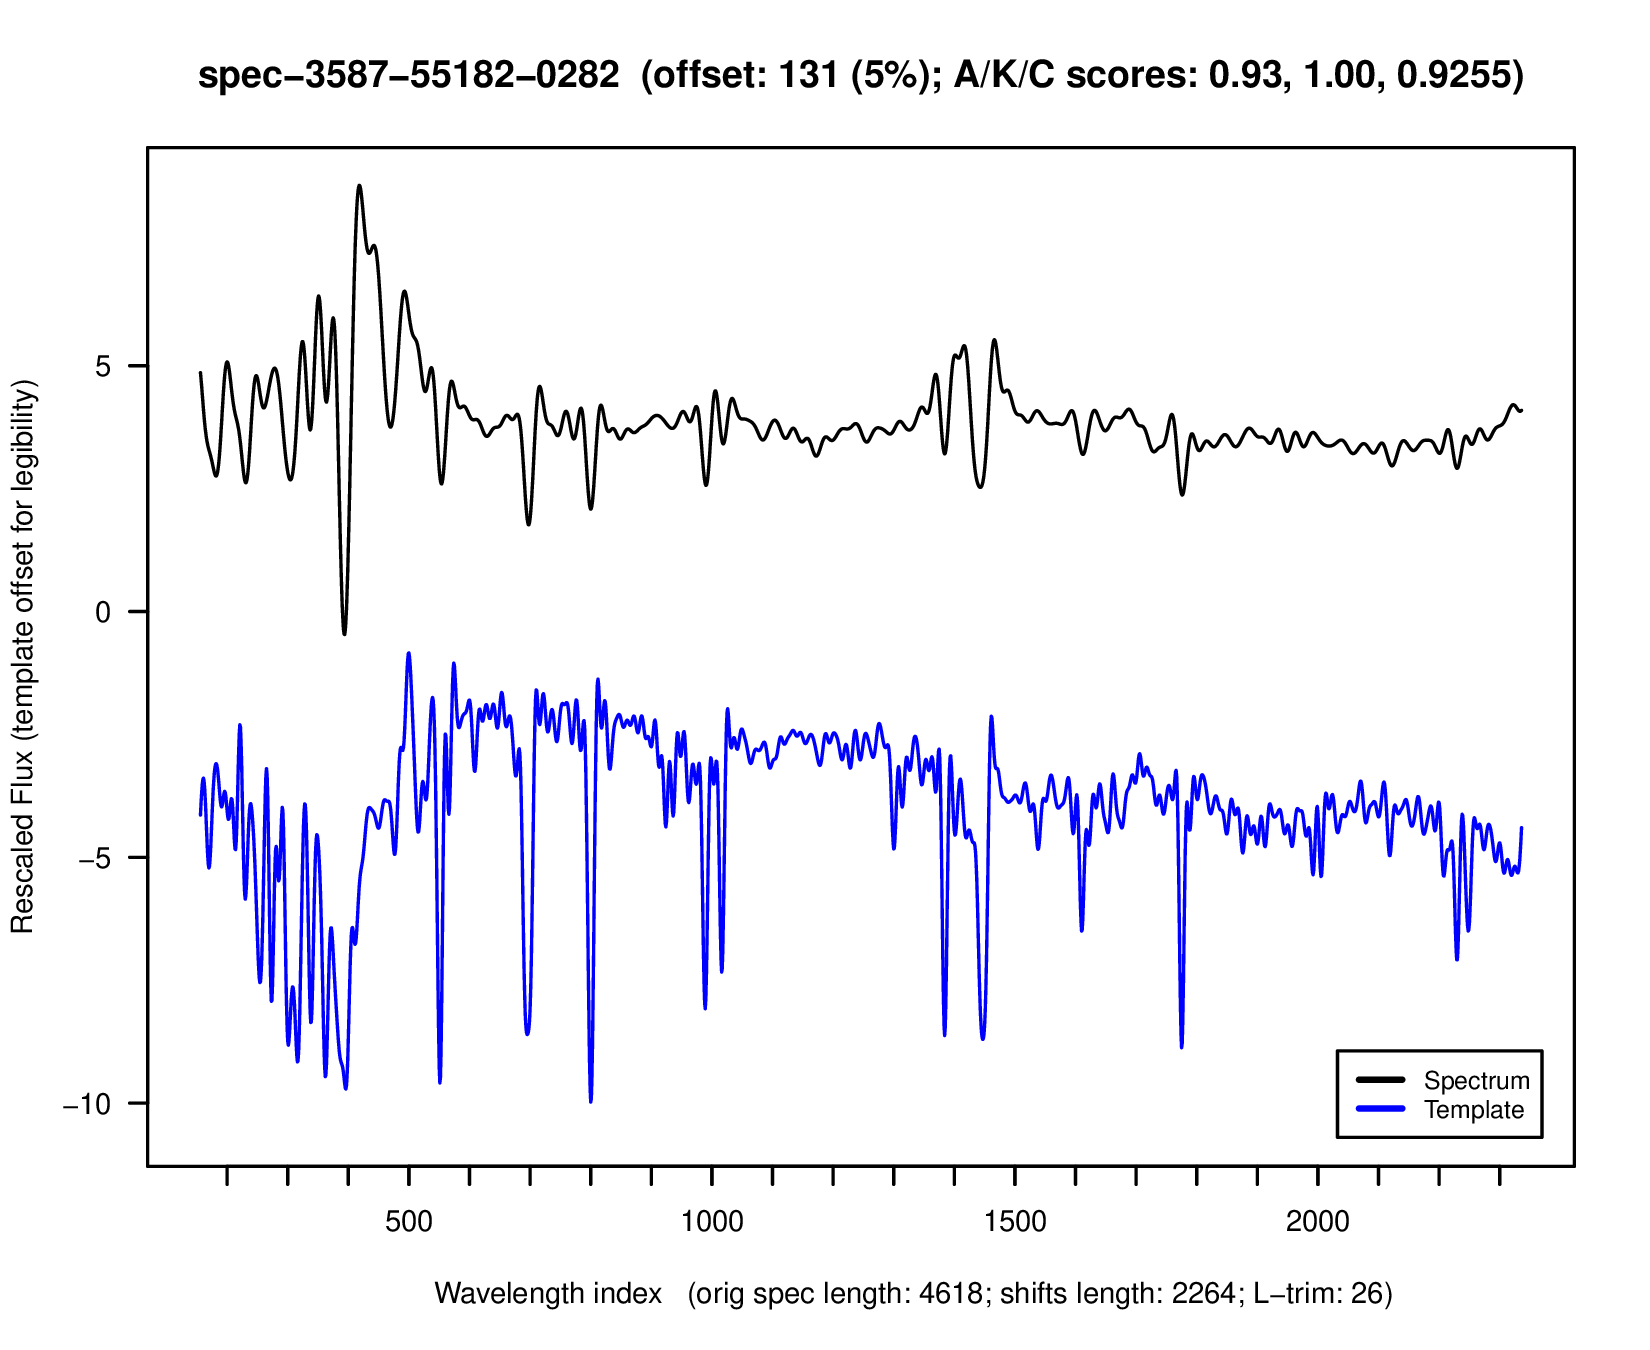 spec−3587−55182−0282 (offset: 131 (5%); A/K/C scores: 0.93, 1.00, 0.9255)
Rescaled Flux (template offset for legibility)
5
0
−5
−10
Spectrum
Template
500 1000 1500 2000
Wavelength index (orig spec length: 4618; shifts length: 2264; L−trim: 26)